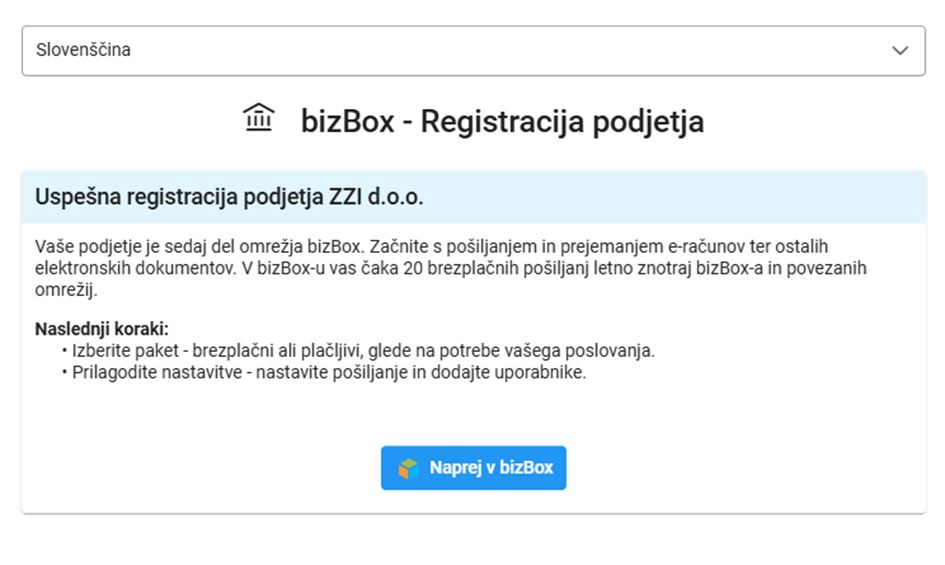 Slovenščina
bizBox - Registracija podjetja
Uspešna registracija podjetja ZZI d.o.o.
Vaše podjetje je sedaj del omrežja bizBox. Začnite s pošiljanjem in prejemanjem e-računov ter ostalih
elektronskih dokumentov. V bizBox-u vas čaka 20 brezplačnih pošiljanj letno znotraj bizBox-a in povezanih
omrežij.
Naslednji koraki:
• Izberite paket - brezplačni ali plačljivi, glede na potrebe vašega poslovanja.
• Prilagodite nastavitve - nastavite pošiljanje in dodajte uporabnike.
Naprej v bizBox